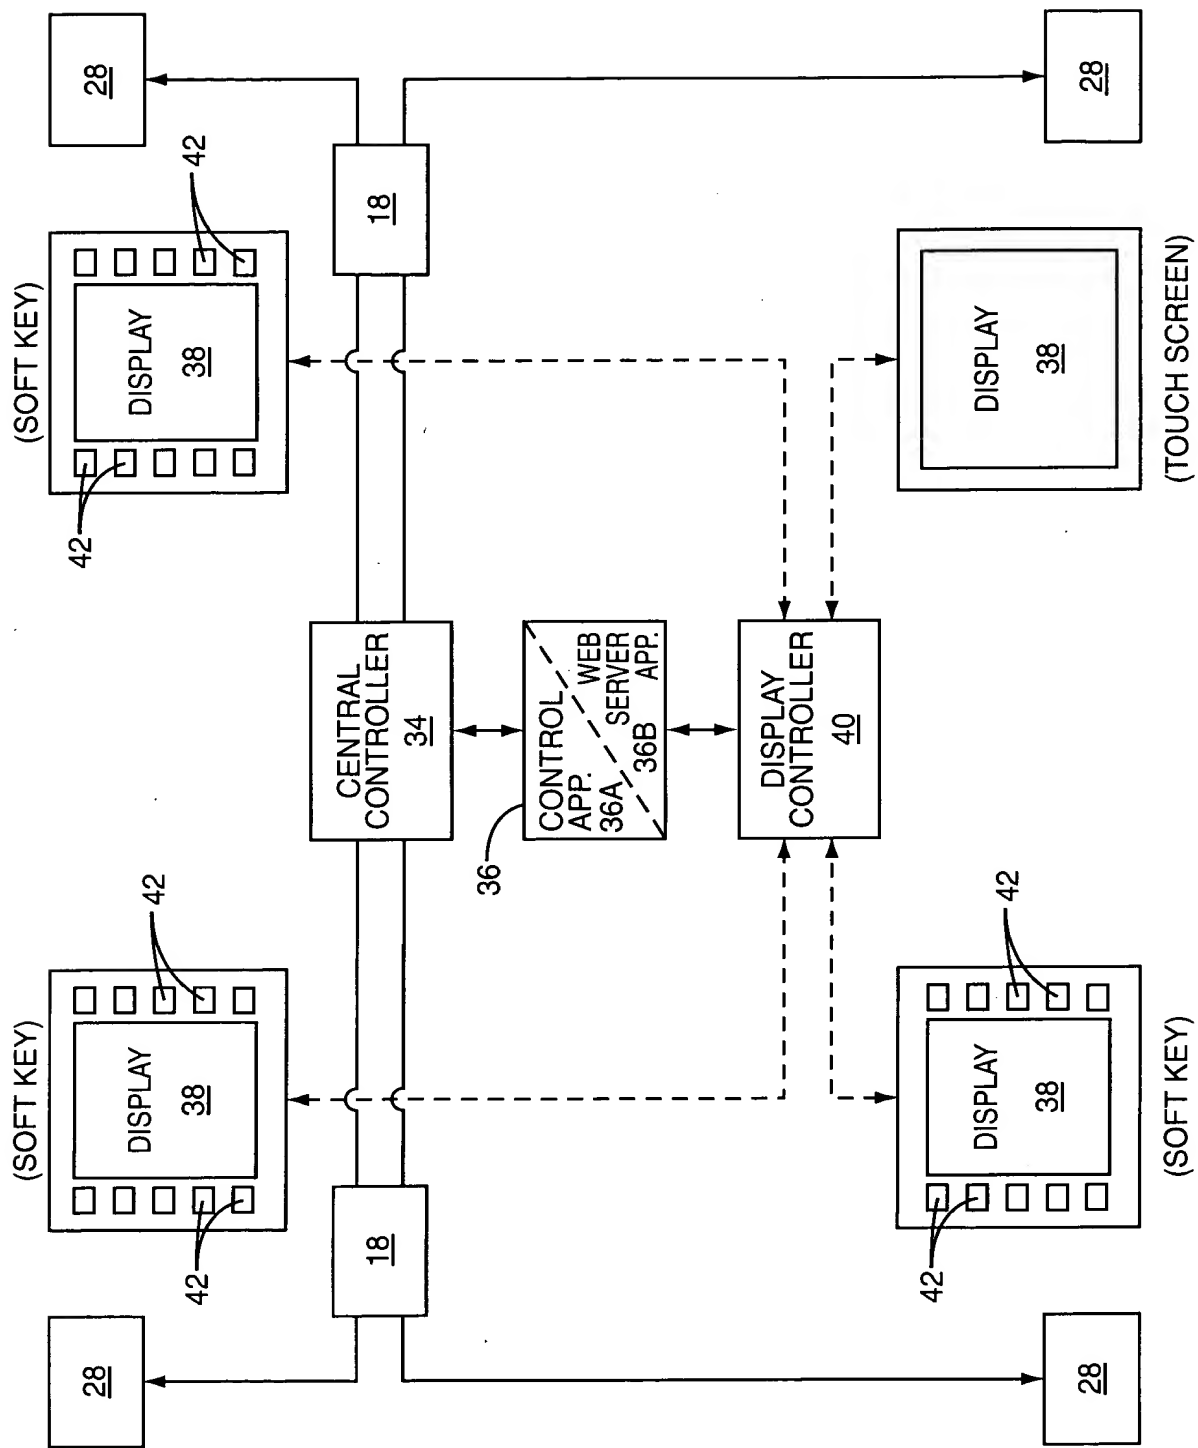 (SOFT KEY)
(SOFT KEY)
28
42
DISPLAY
38
42
42
DISPLAY
38
42
28
18
CENTRAL
CONTROLLER
34
18
36
CONTROL
APP.
36A
WEB
SERVER
APP.
36B
DISPLAY
CONTROLLER
40
28
42
DISPLAY
38
42
DISPLAY
38
28
(SOFT KEY)
(TOUCH SCREEN)